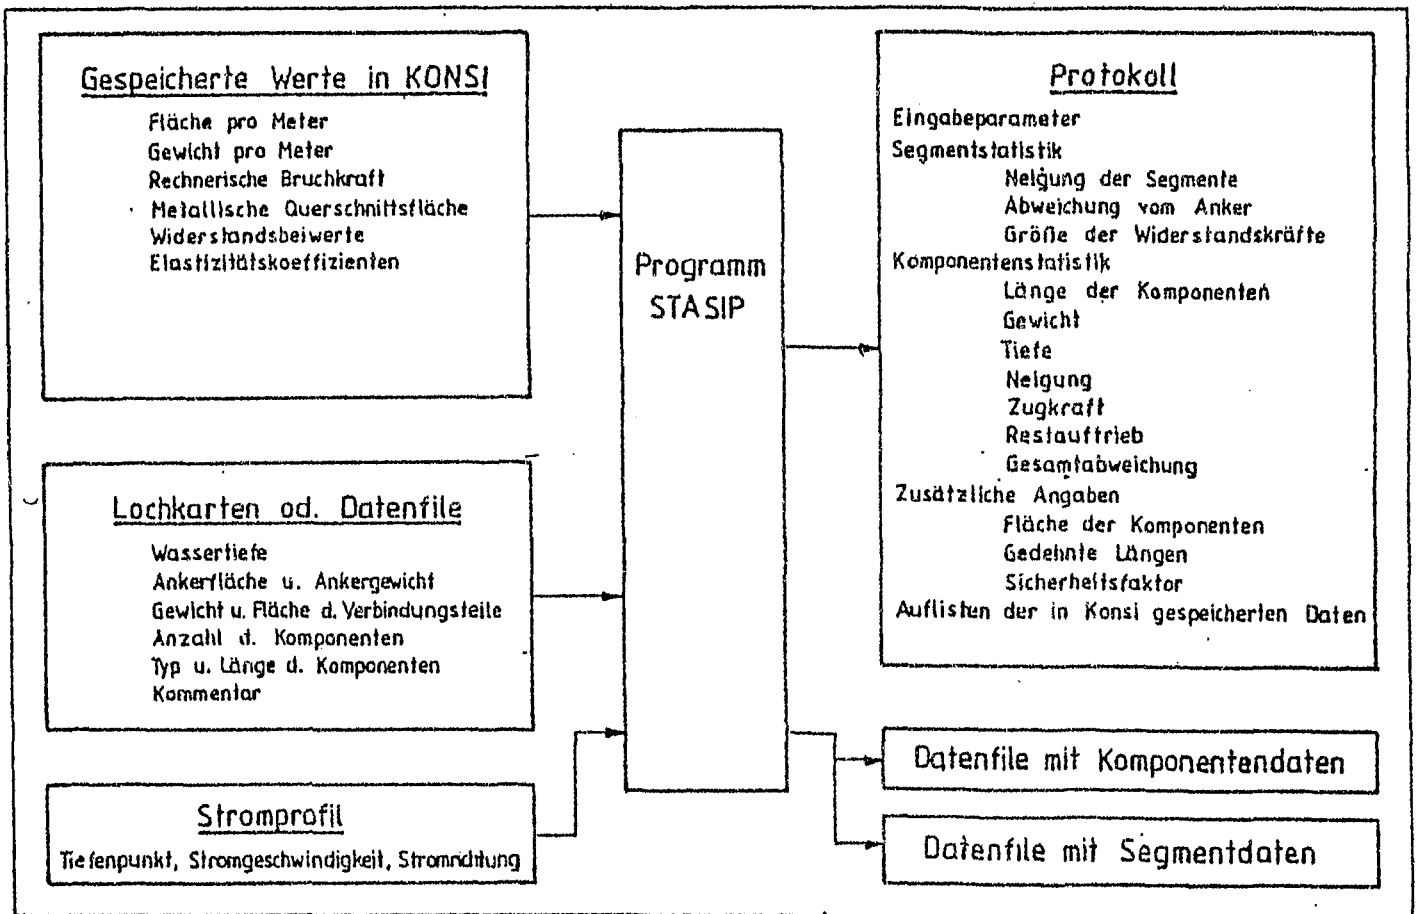 Gespeicherte Werte in KONSI
Fläche pro Meter
Gewicht pro Meter
Rechnerische Bruchkraft
Metallische Querschnittsfläche
Widerstandsbeiwerte
Elastizitätskoeffizienten
Lochkarten od. Datenfile
Wassertiefe
Ankerfläche u. Ankergewicht
Gewicht u. Fläche d. Verbindungsteile
Anzahl d. Komponenten
Typ u. Länge d. Komponenten
Kommentar
Stromprofil
Tiefenpunkt, Stromgeschwindigkeit, Stromrichtung
Programm
STASIP
Protokoll
Eingabeparameter
Segmentstatistik
Neigung der Segmente
Abweichung vom Anker
Größe der Widerstandskräfte
Komponentenstatistik
Länge der Komponenten
Gewicht
Tiefe
Neigung
Zugkraft
Restauftrieb
Gesamtabweichung
Zusätzliche Angaben
Fläche der Komponenten
Gedehnte Längen
Sicherheitsfaktor
Auflisten der in Konsi gespeicherten Daten
Datenfile mit Komponentendaten
Datenfile mit Segmentdaten